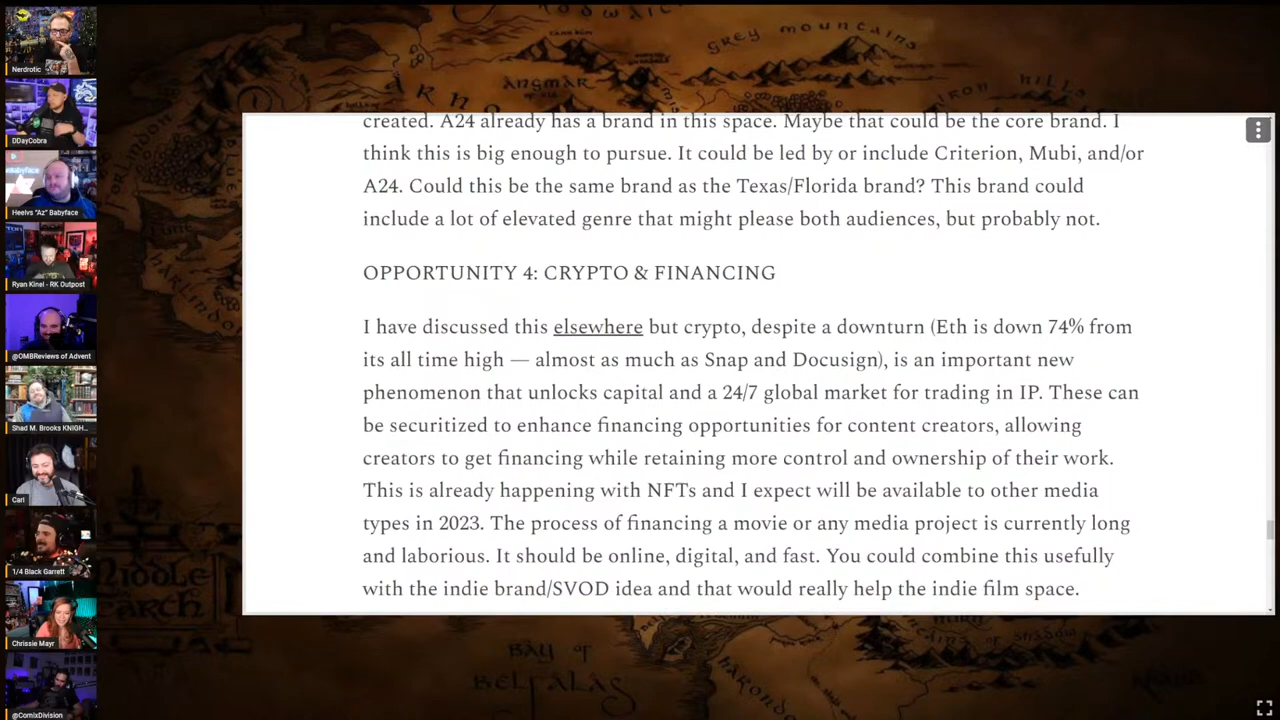 Nerdrotic
DDayCobra
Heelvs "Az" Babyface
Ryan Kinel - RK Outpost
@OMBReviews of Advent
Shad M. Brooks KNIGH...
Carl
1/4 Black Garrett
Chrissie Mayr
@ComixDivision
GREY MOUNTAINS
ANGMAR
created. A24 already has a brand in this space. Maybe that could be the core brand. I
think this is big enough to pursue. It could be led by or include Criterion, Mubi, and/or
A24. Could this be the same brand as the Texas/Florida brand? This brand could
include a lot of elevated genre that might please both audiences, but probably not.
OPPORTUNITY 4: CRYPTO & FINANCING
I have discussed this elsewhere but crypto, despite a downturn (Eth is down 74% from
its all time high — almost as much as Snap and Docusign), is an important new
phenomenon that unlocks capital and a 24/7 global market for trading in IP. These can
be securitized to enhance financing opportunities for content creators, allowing
creators to get financing while retaining more control and ownership of their work.
This is already happening with NFTs and I expect will be available to other media
types in 2023. The process of financing a movie or any media project is currently long
and laborious. It should be online, digital, and fast. You could combine this usefully
with the indie brand/SVOD idea and that would really help the indie film space.
MIDDLE
EARTH
BAY OF
BELFALAS